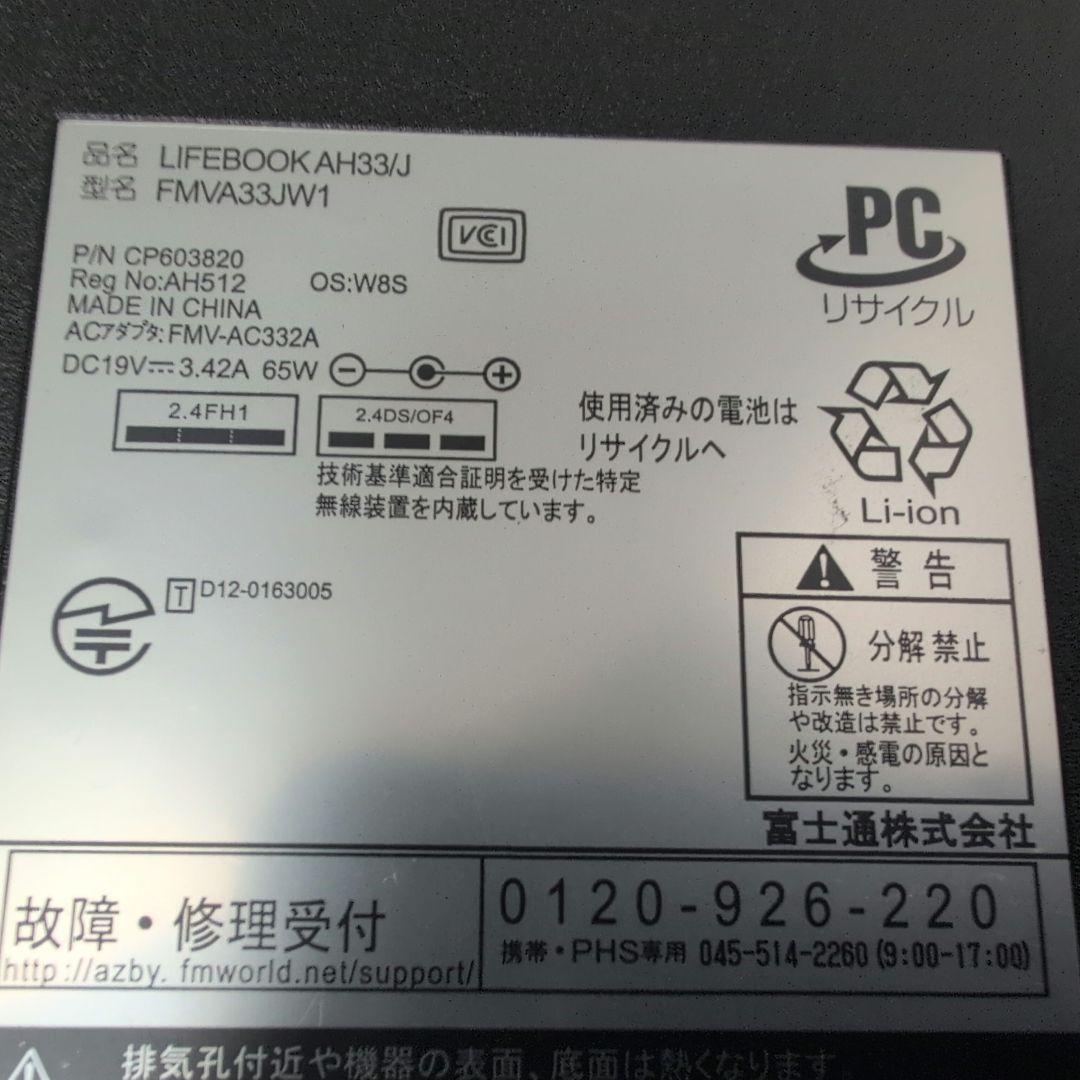 品名 LIFEBOOK AH33/J
型名 FMVA33JW1
VCCI
P/N CP603820
Reg No:AH512 OS:W8S
MADE IN CHINA
ACアダプタ:FMV-AC332A
DC19V 3.42A 65W
2.4FH1
2.4DS/OF4
技術基準適合証明を受けた特定
無線装置を内蔵しています。
T D12-0163005
PC
リサイクル
使用済みの電池は
リサイクルへ
Li-ion
警告
分解禁止
指示無き場所の分解
や改造は禁止です。
火災・感電の原因と
なります。
富士通株式会社
故障・修理受付
http://azby.fmworld.net/support/
0120-926-220
携帯・PHS専用 045-514-2260 (9:00-17:00)
排気孔付近や機器の表面、底面は熱くなります